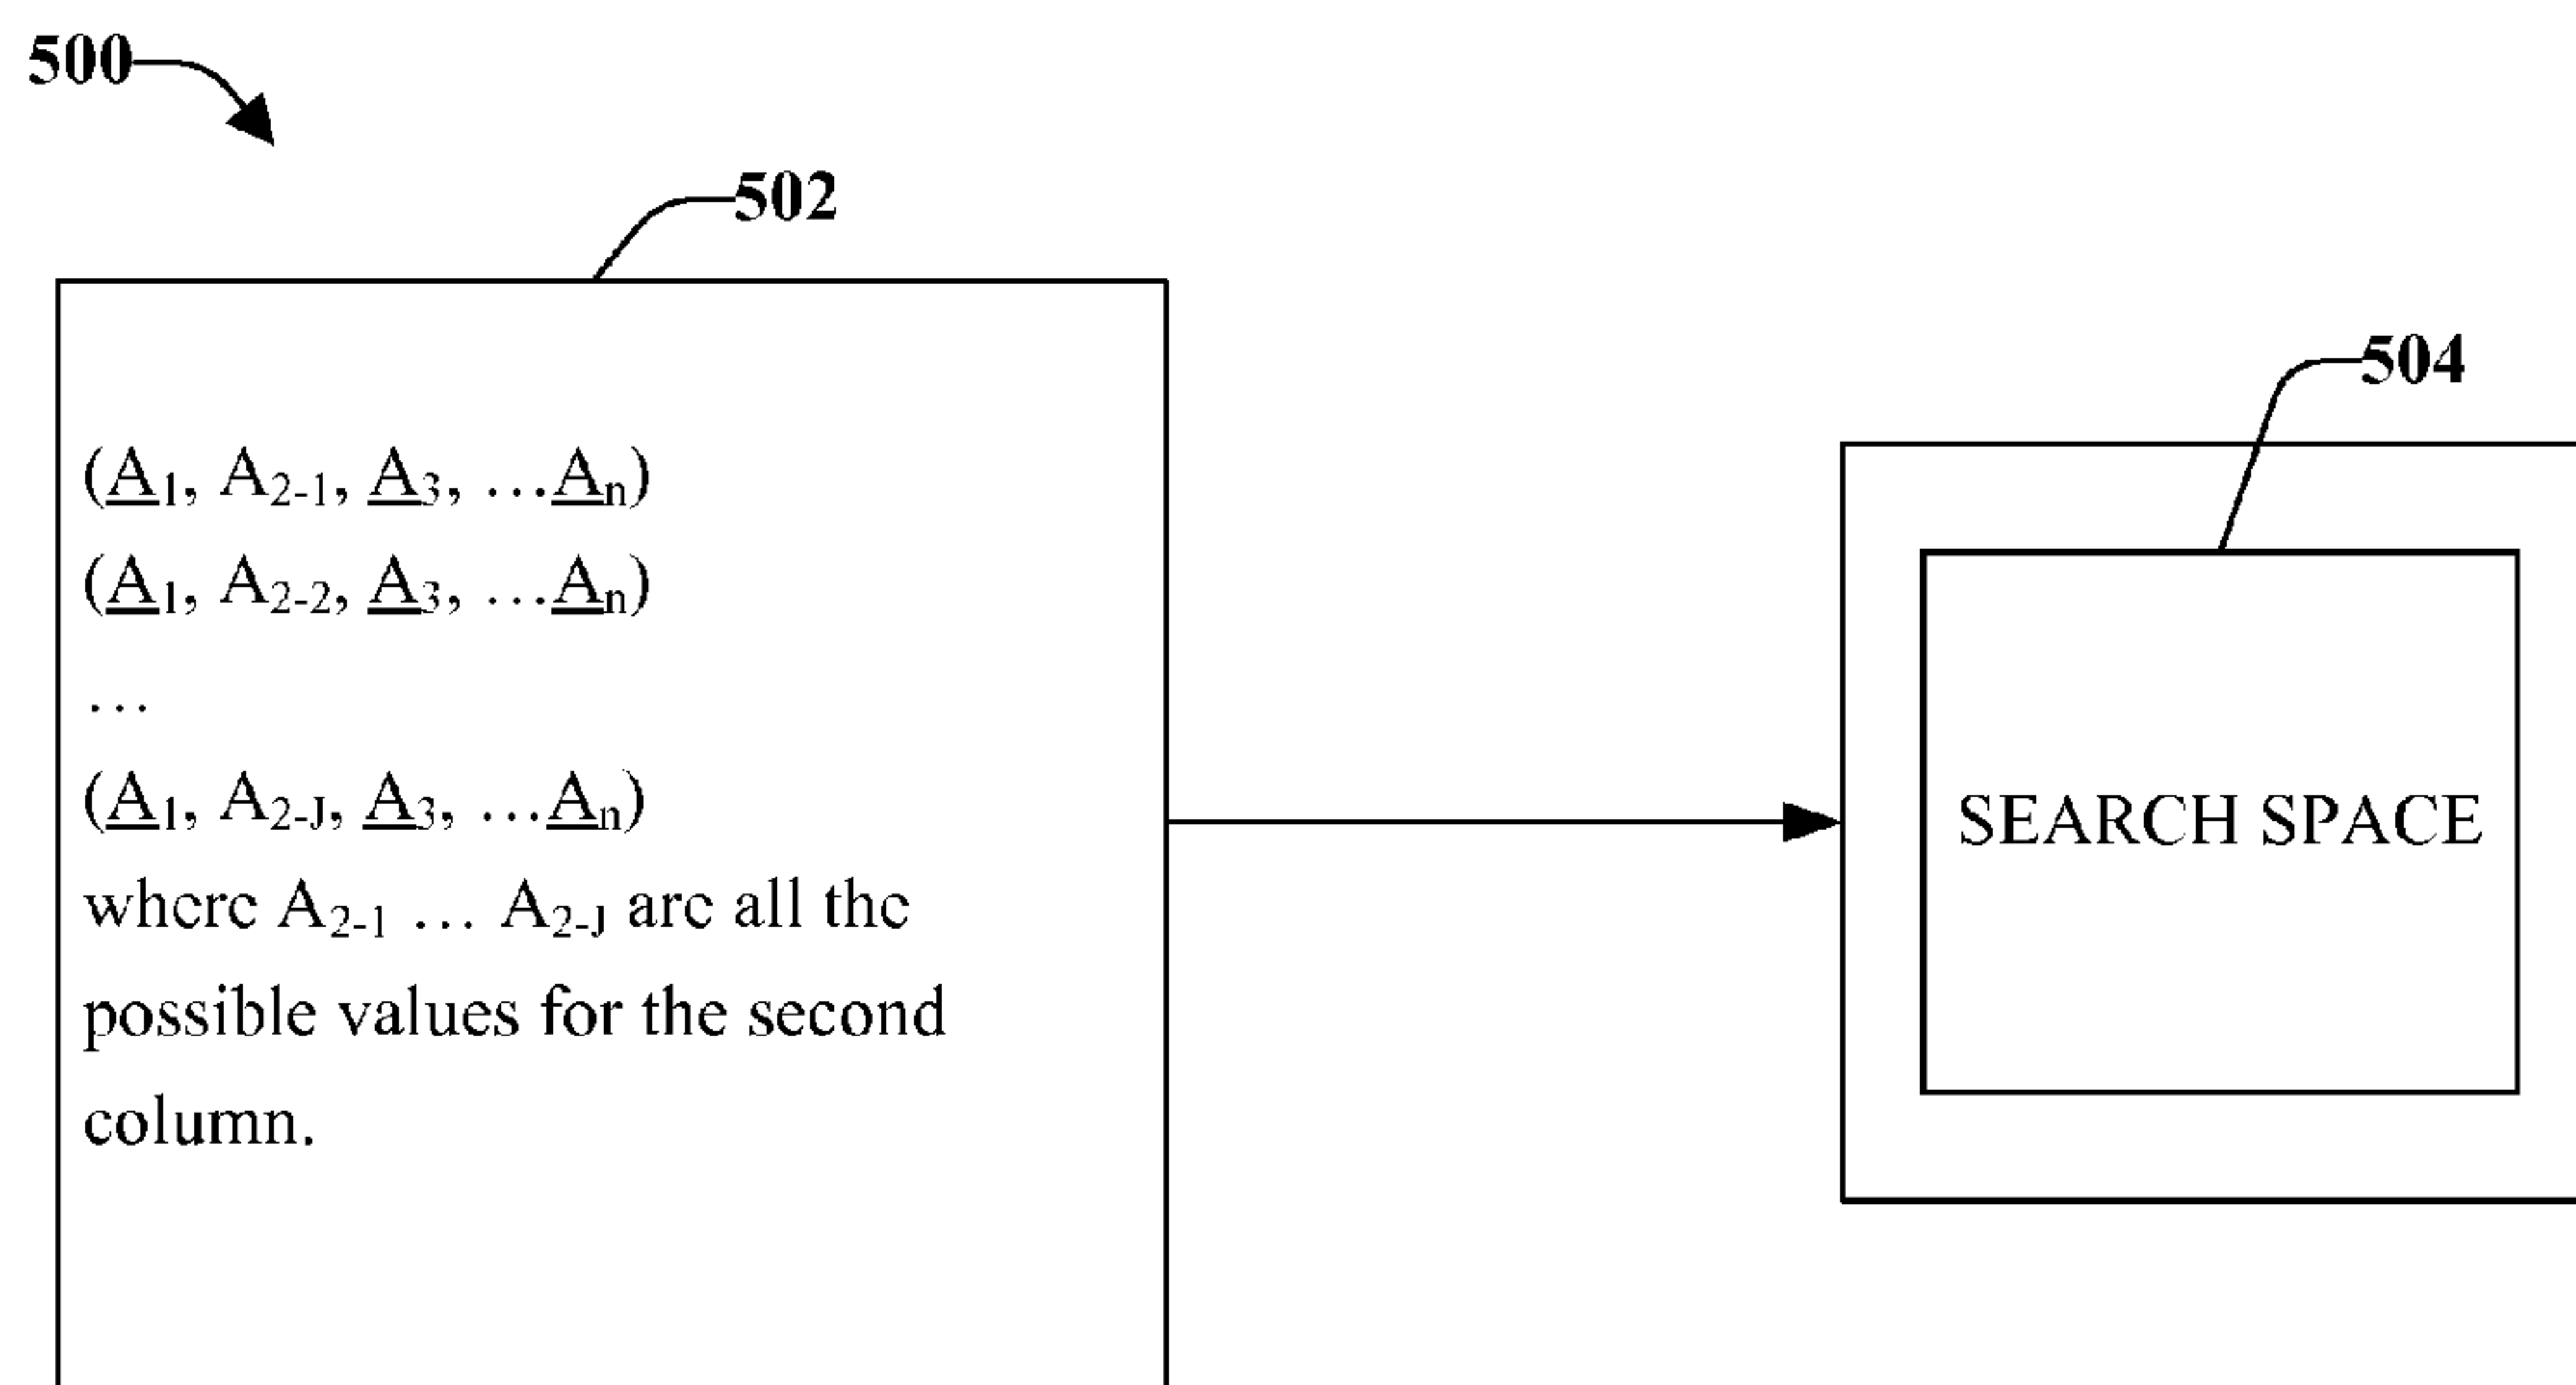 500
502
504
(A₁, A₂₋₁, A₃, …Aₙ)
(A₁, A₂₋₂, A₃, …Aₙ)
…
(A₁, A₂₋J, A₃, …Aₙ)
where A₂₋₁ … A₂₋J are all the
possible values for the second
column.
SEARCH SPACE